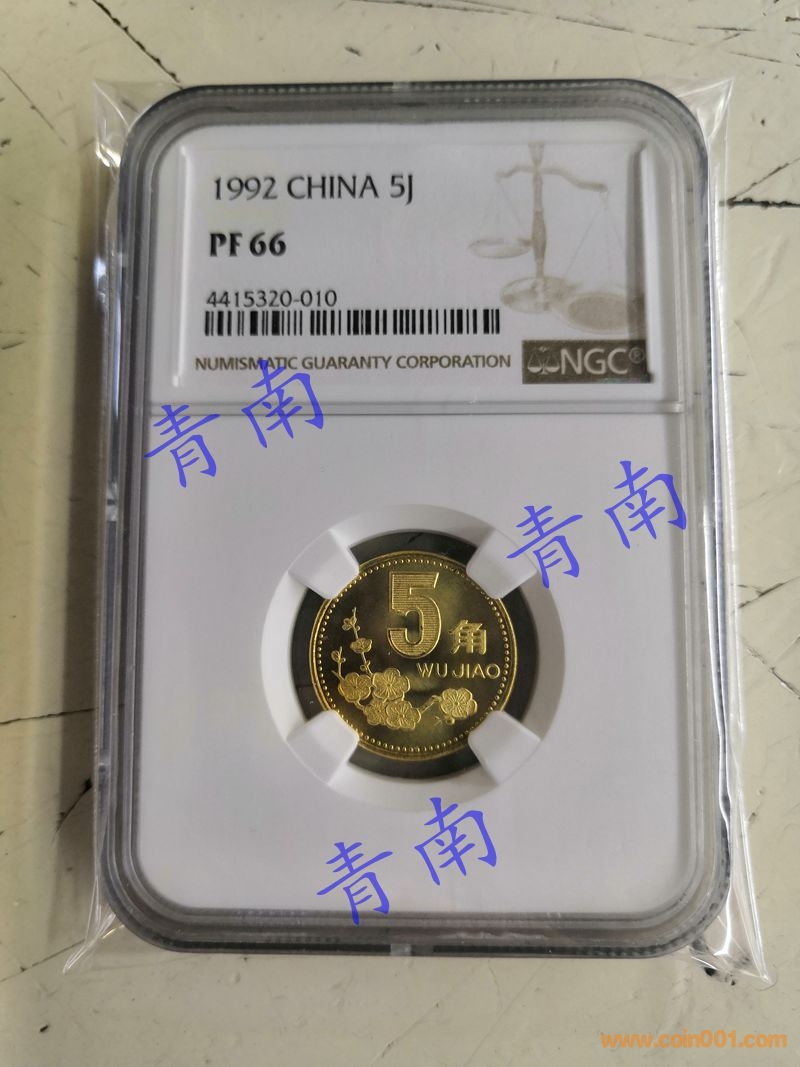 1992 CHINA 5J
PF 66
4415320-010
NUMISMATIC GUARANTY CORPORATION
NGC®
青南
青南
5角
WU JIAO
青南
www.coin001.com